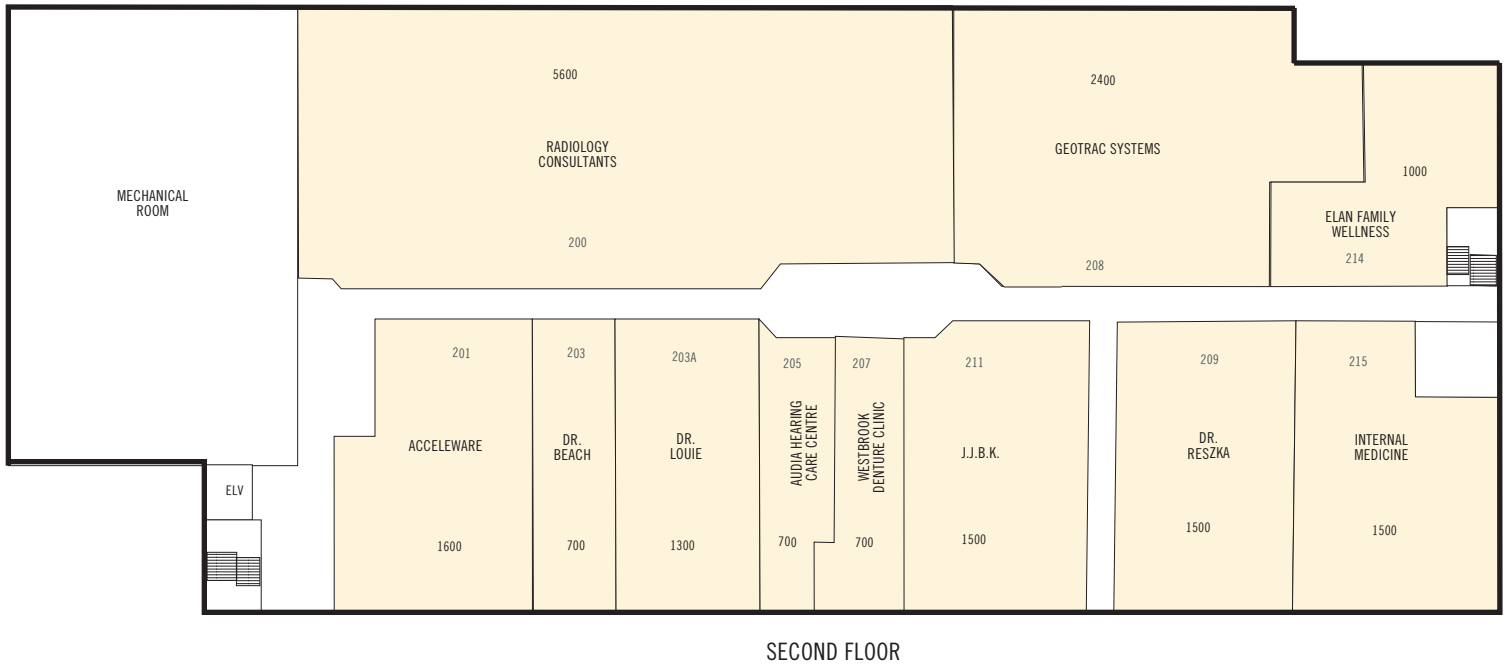 5600
RADIOLOGY
CONSULTANTS
200
2400
GEOTRAC SYSTEMS
208
1000
ELAN FAMILY
WELLNESS
214
MECHANICAL
ROOM
ELV
201
ACCELEWARE
1600
203
DR.
BEACH
700
203A
DR.
LOUIE
1300
205
AUDIA HEARING
CARE CENTRE
700
207
WESTBROOK
DENTURE CLINIC
700
211
J.J.B.K.
1500
209
DR.
RESZKA
1500
215
INTERNAL
MEDICINE
1500
SECOND FLOOR